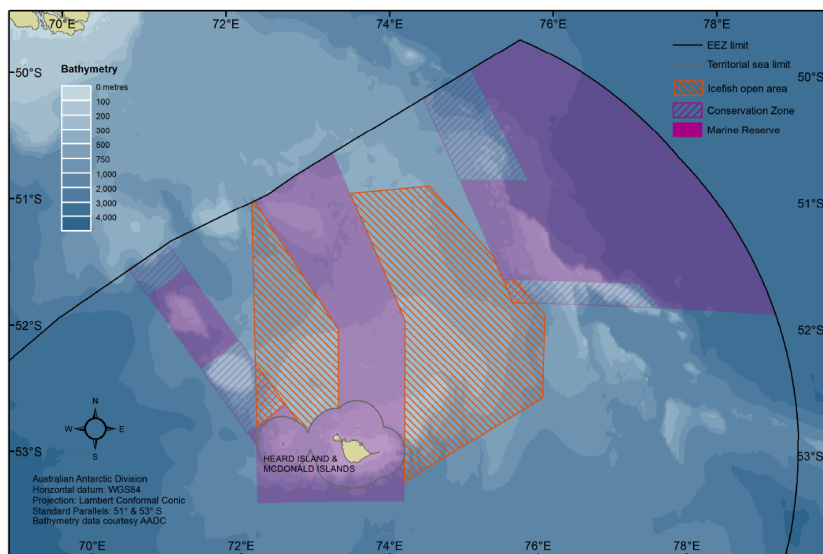 70°E 72°E 74°E 76°E 78°E
50°S
51°S
52°S
53°S
Bathymetry
0 metres
100
200
300
500
750
1,000
2,000
3,000
4,000
EEZ limit
Territorial sea limit
Icefish open area
Conservation Zone
Marine Reserve
50°S
51°S
52°S
53°S
N
W E
S
HEARD ISLAND &
MCDONALD ISLANDS
Australian Antarctic Division
Horizontal datum: WGS84
Projection: Lambert Conformal Conic
Standard Parallels: 51° & 53° S
Bathymetry data courtesy AADC
70°E 72°E 74°E 76°E 78°E